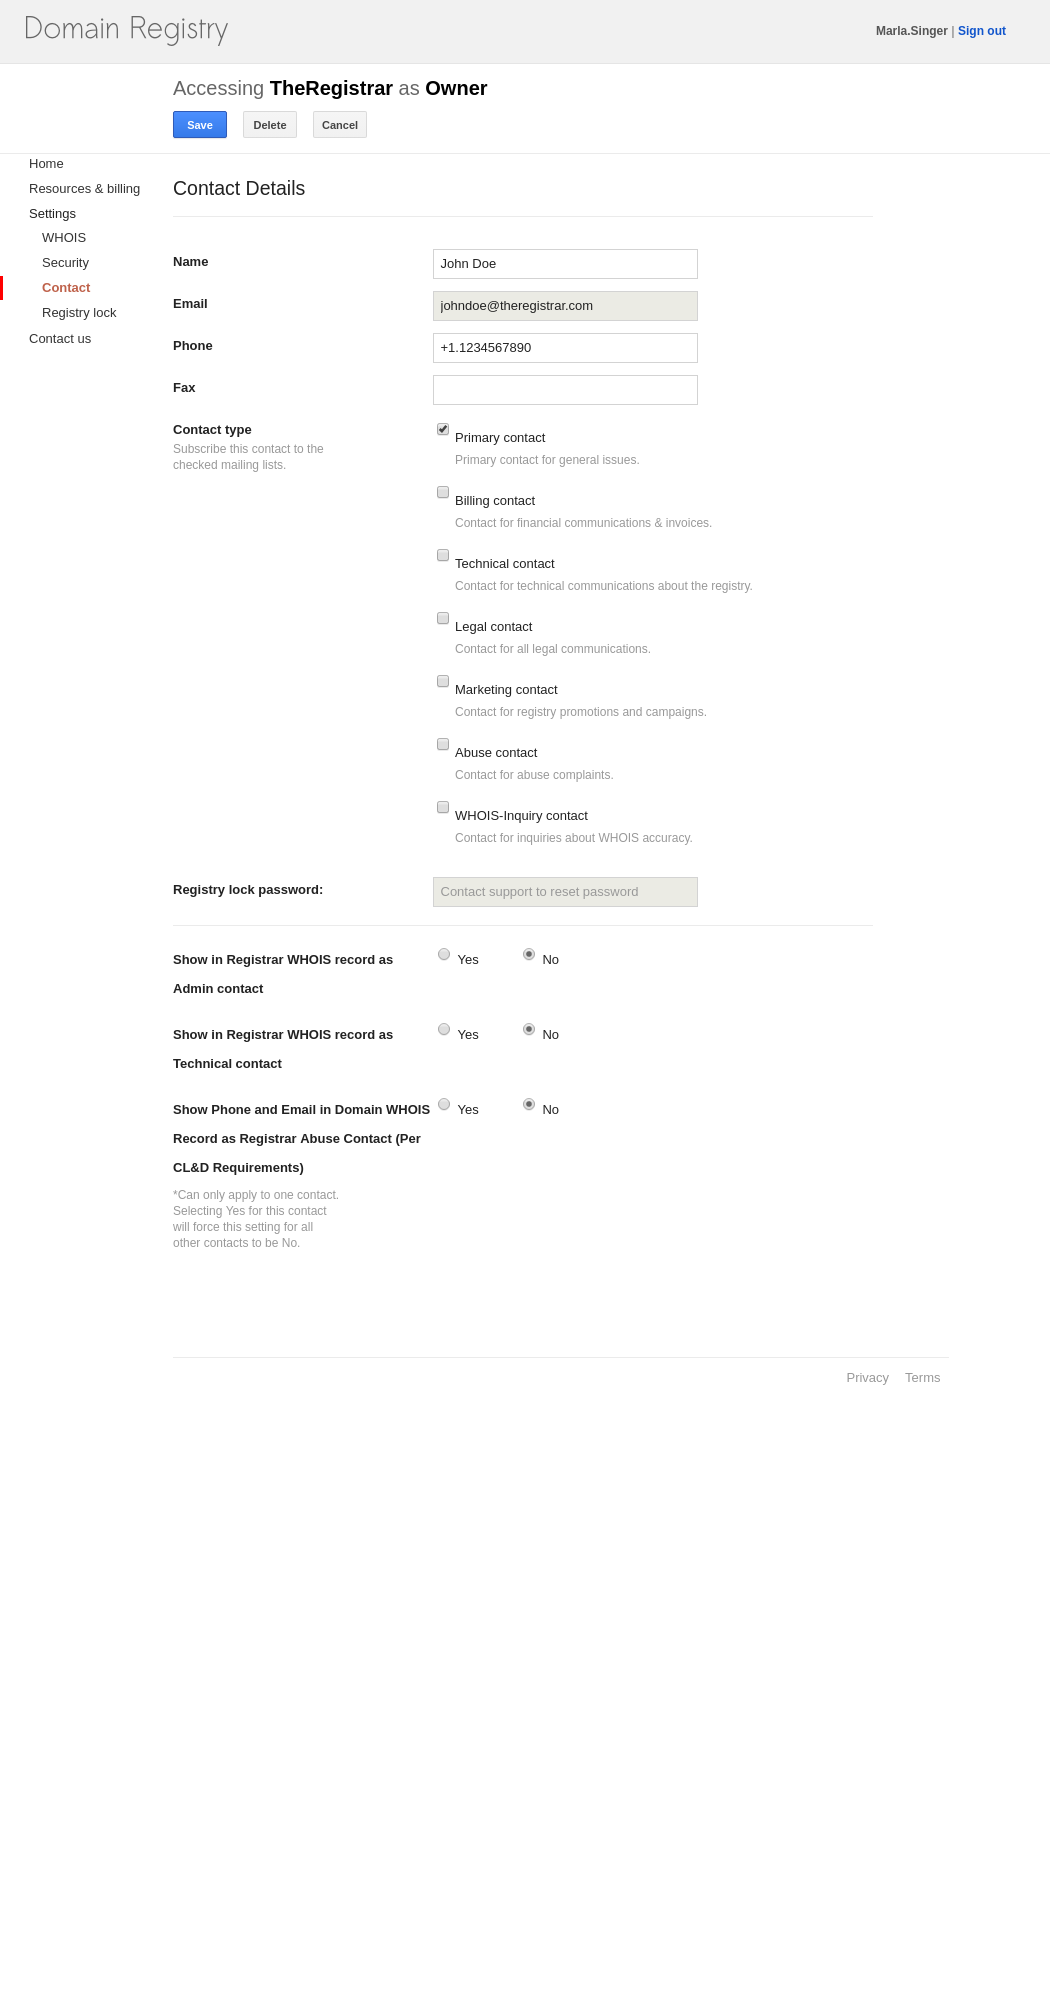 Domain Registry
Marla.Singer | Sign out
Accessing TheRegistrar as Owner
Save Delete Cancel
Home
Resources & billing
Settings
WHOIS
Security
Contact
Registry lock
Contact us
Contact Details
Name John Doe
Email johndoe@theregistrar.com
Phone +1.1234567890
Fax
Contact type
Subscribe this contact to the
checked mailing lists.
Primary contact
Primary contact for general issues.
Billing contact
Contact for financial communications & invoices.
Technical contact
Contact for technical communications about the registry.
Legal contact
Contact for all legal communications.
Marketing contact
Contact for registry promotions and campaigns.
Abuse contact
Contact for abuse complaints.
WHOIS-Inquiry contact
Contact for inquiries about WHOIS accuracy.
Registry lock password: Contact support to reset password
Show in Registrar WHOIS record as Yes No
Admin contact
Show in Registrar WHOIS record as Yes No
Technical contact
Show Phone and Email in Domain WHOIS Yes No
Record as Registrar Abuse Contact (Per
CL&D Requirements)
*Can only apply to one contact.
Selecting Yes for this contact
will force this setting for all
other contacts to be No.
Privacy Terms